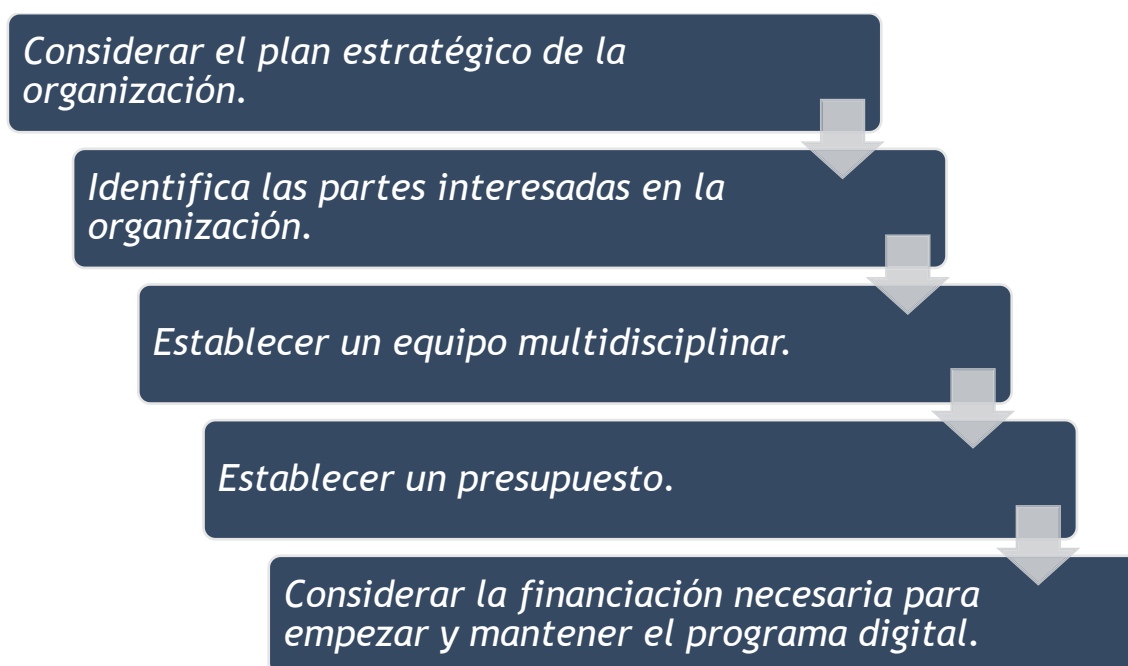 Considerar el plan estratégico de la
organización.
Identifica las partes interesadas en la
organización.
Establecer un equipo multidisciplinar.
Establecer un presupuesto.
Considerar la financiación necesaria para
empezar y mantener el programa digital.